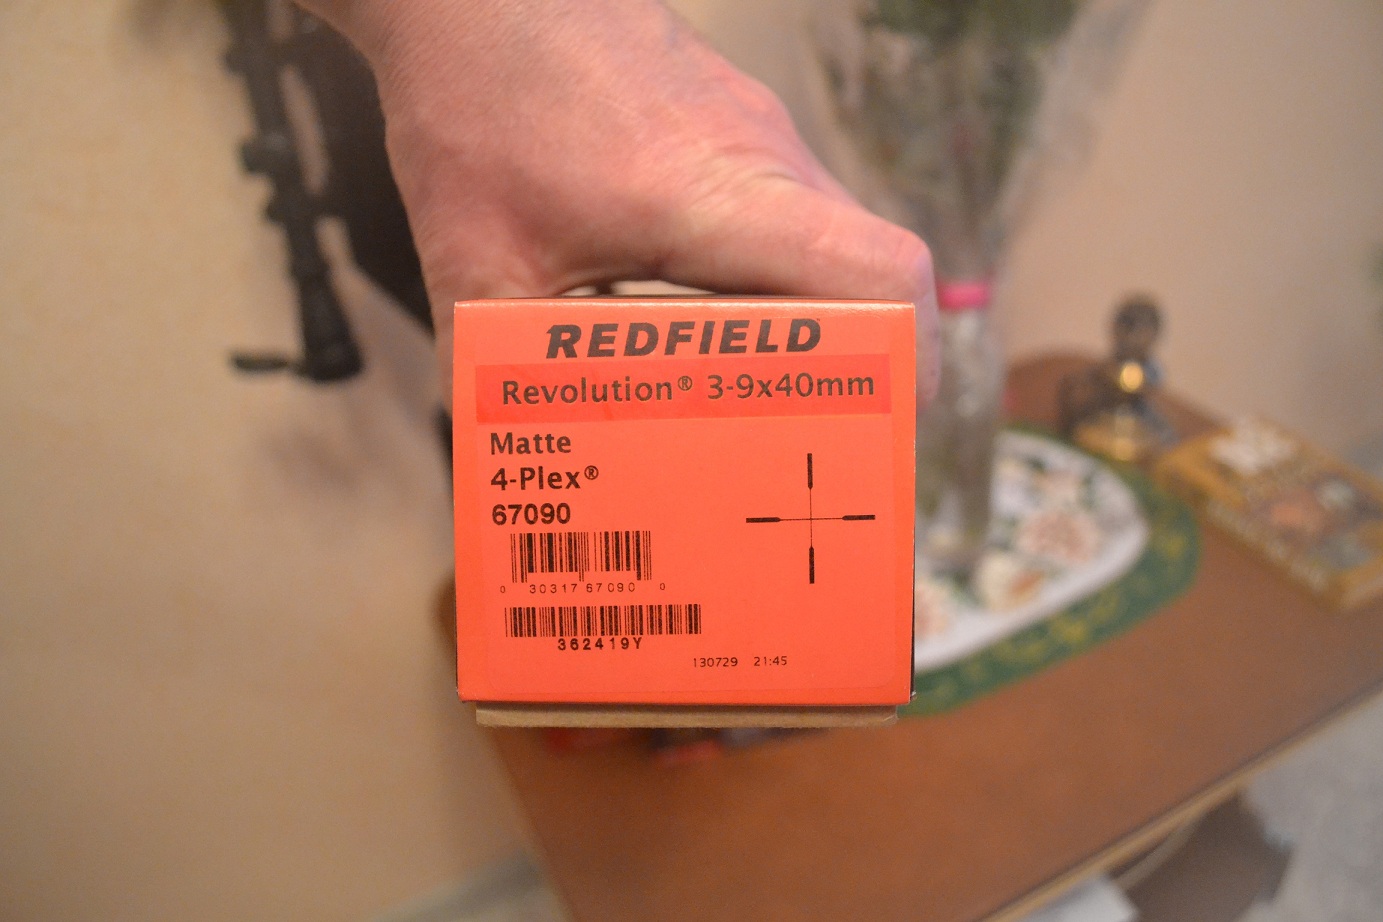 REDFIELD
Revolution® 3-9x40mm
Matte
4-Plex®
67090
0 30317 67090 0
362419Y
130729 21:45